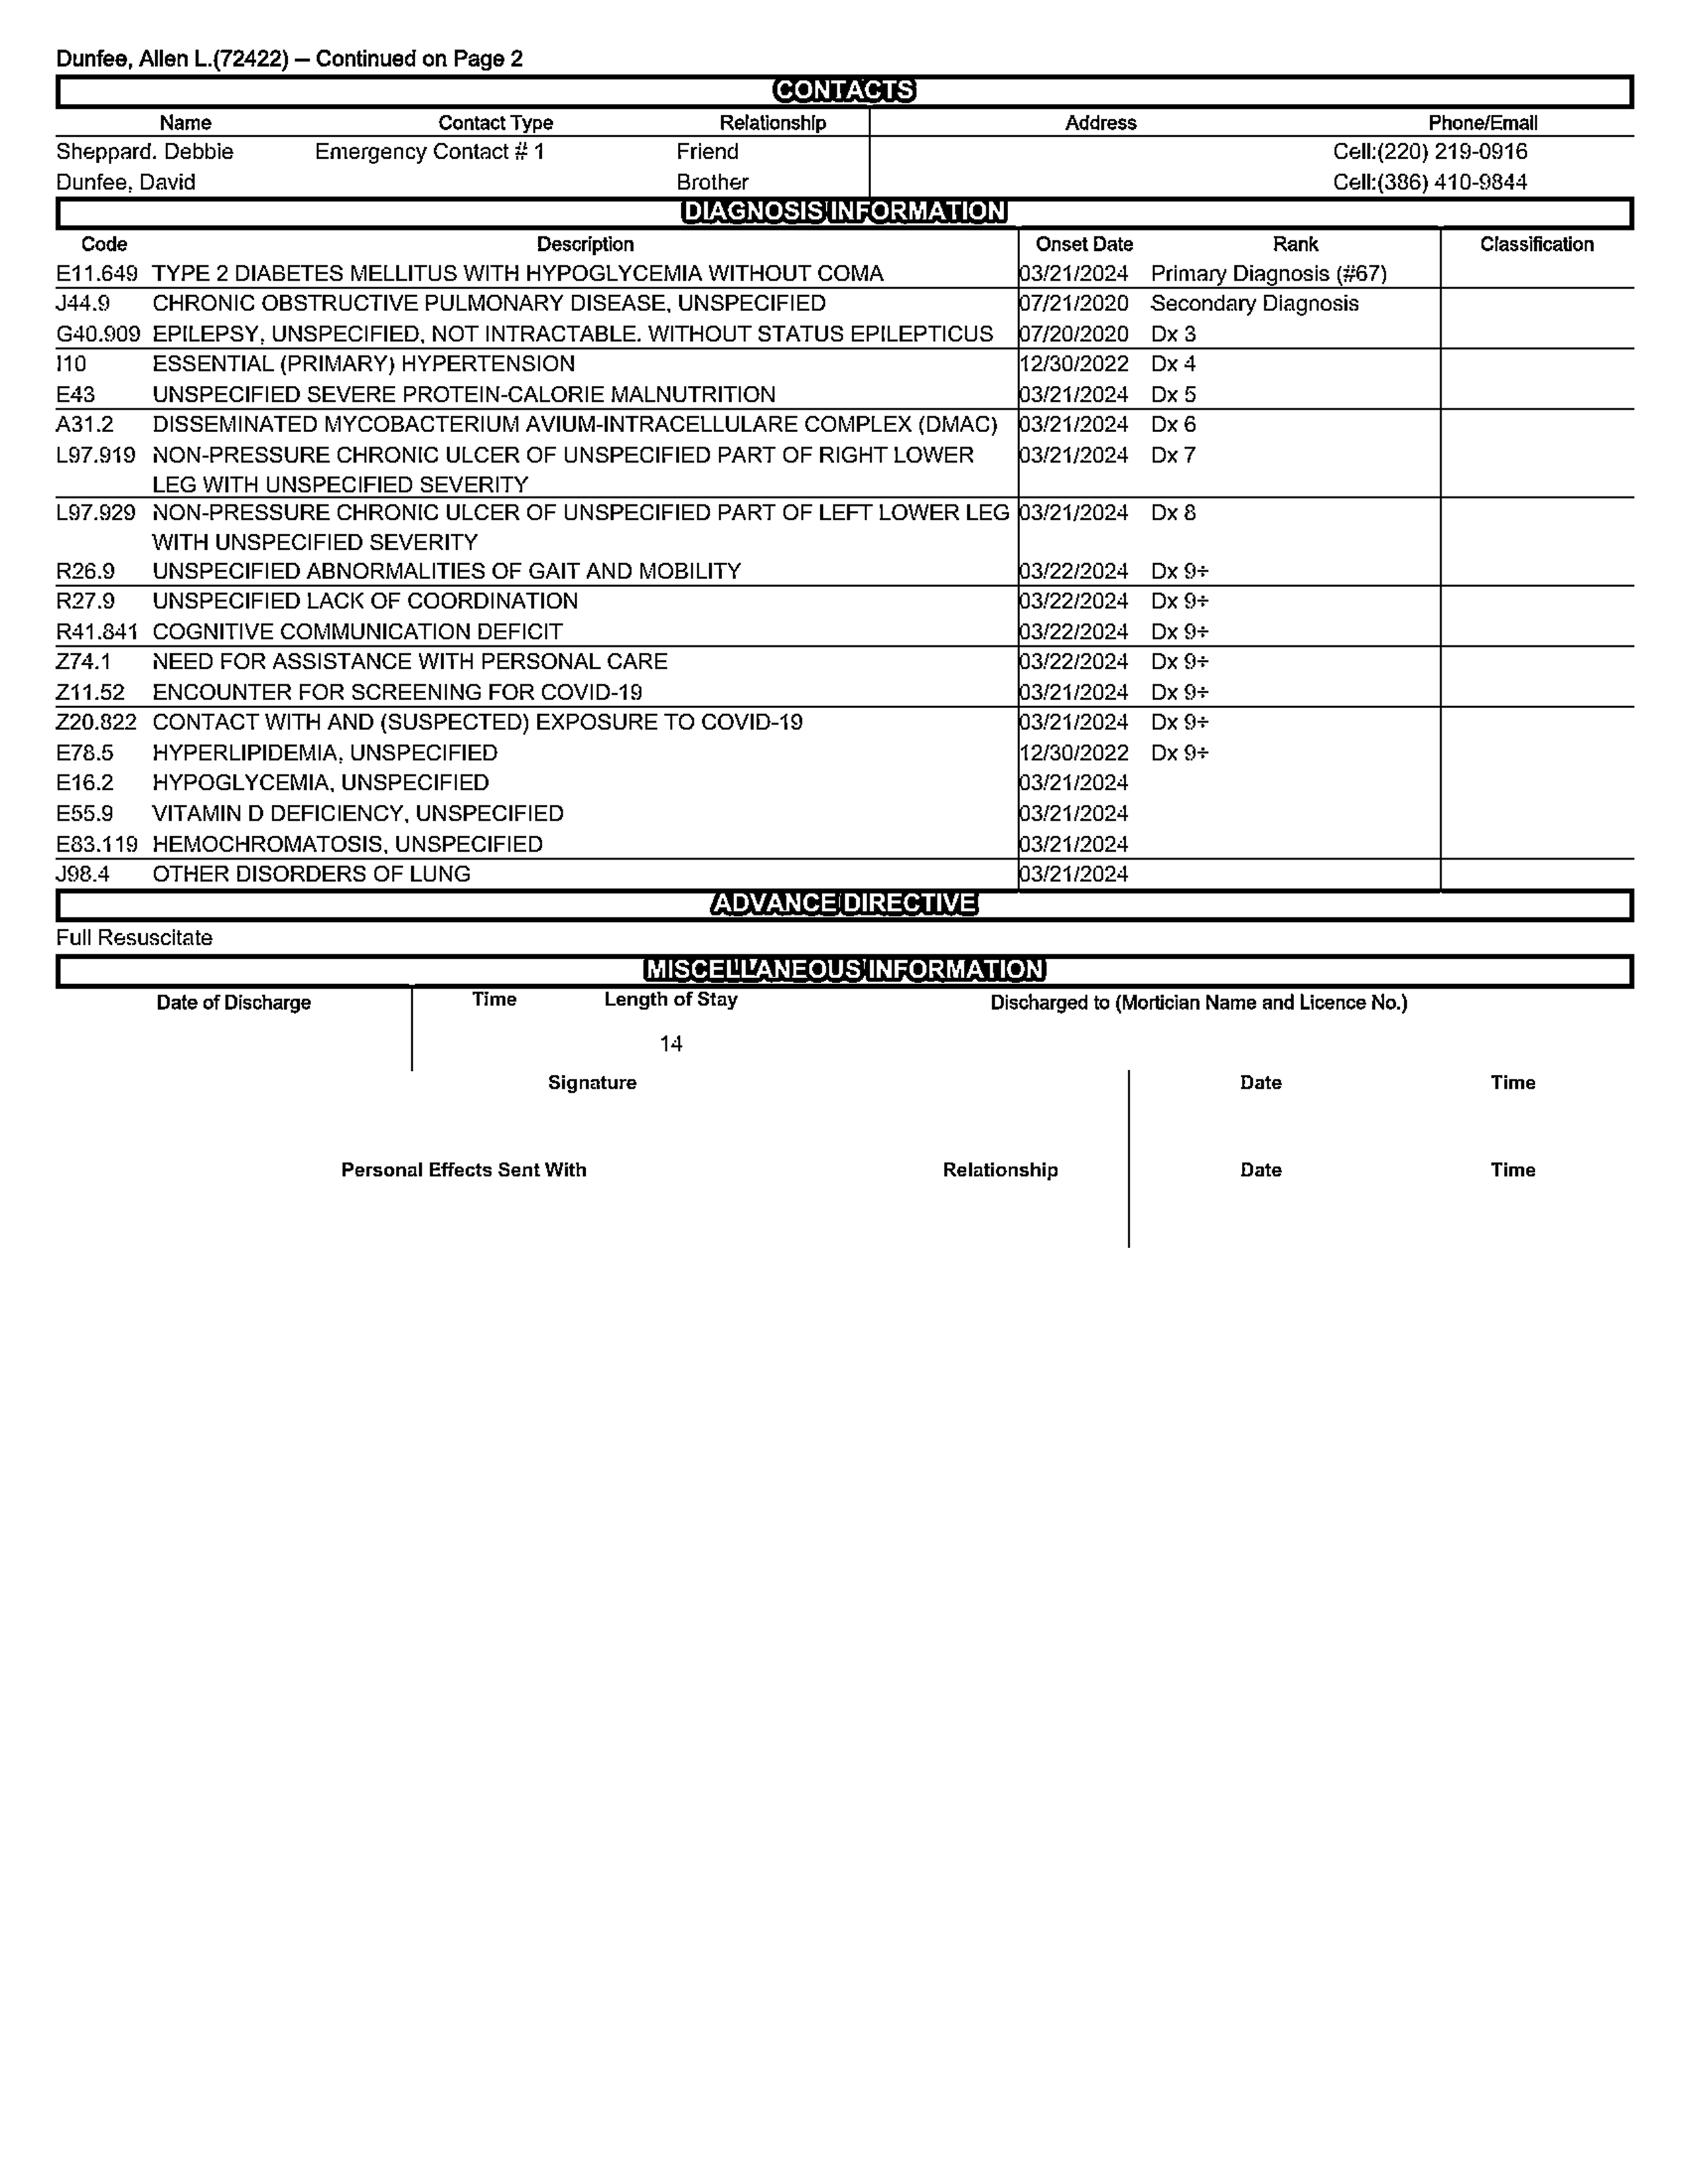 Dunfee, Allen L.(72422) – Continued on Page 2
CONTACTS
Name Contact Type Relationship Address Phone/Email
Sheppard. Debbie Emergency Contact # 1 Friend Cell:(220) 219-0916
Dunfee, David Brother Cell:(386) 410-9844
DIAGNOSIS INFORMATION
Code Description Onset Date Rank Classification
E11.649 TYPE 2 DIABETES MELLITUS WITH HYPOGLYCEMIA WITHOUT COMA 03/21/2024 Primary Diagnosis (#67)
J44.9 CHRONIC OBSTRUCTIVE PULMONARY DISEASE, UNSPECIFIED 07/21/2020 Secondary Diagnosis
G40.909 EPILEPSY, UNSPECIFIED, NOT INTRACTABLE. WITHOUT STATUS EPILEPTICUS 07/20/2020 Dx 3
I10 ESSENTIAL (PRIMARY) HYPERTENSION 12/30/2022 Dx 4
E43 UNSPECIFIED SEVERE PROTEIN-CALORIE MALNUTRITION 03/21/2024 Dx 5
A31.2 DISSEMINATED MYCOBACTERIUM AVIUM-INTRACELLULARE COMPLEX (DMAC) 03/21/2024 Dx 6
L97.919 NON-PRESSURE CHRONIC ULCER OF UNSPECIFIED PART OF RIGHT LOWER 03/21/2024 Dx 7
LEG WITH UNSPECIFIED SEVERITY
L97.929 NON-PRESSURE CHRONIC ULCER OF UNSPECIFIED PART OF LEFT LOWER LEG 03/21/2024 Dx 8
WITH UNSPECIFIED SEVERITY
R26.9 UNSPECIFIED ABNORMALITIES OF GAIT AND MOBILITY 03/22/2024 Dx 9÷
R27.9 UNSPECIFIED LACK OF COORDINATION 03/22/2024 Dx 9÷
R41.841 COGNITIVE COMMUNICATION DEFICIT 03/22/2024 Dx 9÷
Z74.1 NEED FOR ASSISTANCE WITH PERSONAL CARE 03/22/2024 Dx 9÷
Z11.52 ENCOUNTER FOR SCREENING FOR COVID-19 03/21/2024 Dx 9÷
Z20.822 CONTACT WITH AND (SUSPECTED) EXPOSURE TO COVID-19 03/21/2024 Dx 9÷
E78.5 HYPERLIPIDEMIA, UNSPECIFIED 12/30/2022 Dx 9÷
E16.2 HYPOGLYCEMIA, UNSPECIFIED 03/21/2024
E55.9 VITAMIN D DEFICIENCY, UNSPECIFIED 03/21/2024
E83.119 HEMOCHROMATOSIS, UNSPECIFIED 03/21/2024
J98.4 OTHER DISORDERS OF LUNG 03/21/2024
ADVANCE DIRECTIVE
Full Resuscitate
MISCELLANEOUS INFORMATION
Date of Discharge Time Length of Stay Discharged to (Mortician Name and Licence No.)
14
Signature Date Time
Personal Effects Sent With Relationship Date Time